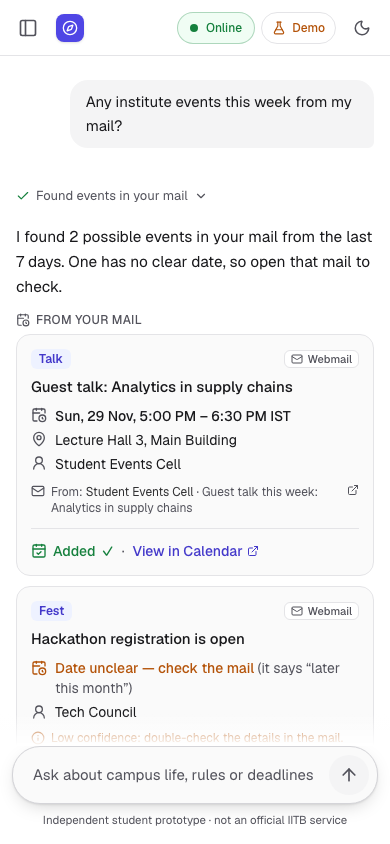 Online
Demo
Any institute events this week from my
mail?
Found events in your mail
I found 2 possible events in your mail from the last
7 days. One has no clear date, so open that mail to
check.
FROM YOUR MAIL
Talk
Webmail
Guest talk: Analytics in supply chains
Sun, 29 Nov, 5:00 PM – 6:30 PM IST
Lecture Hall 3, Main Building
Student Events Cell
From: Student Events Cell · Guest talk this week:
Analytics in supply chains
Added ✓ · View in Calendar
Fest
Webmail
Hackathon registration is open
Date unclear — check the mail (it says “later
this month”)
Tech Council
Low confidence: double-check the details in the mail.
Ask about campus life, rules or deadlines
Independent student prototype · not an official IITB service